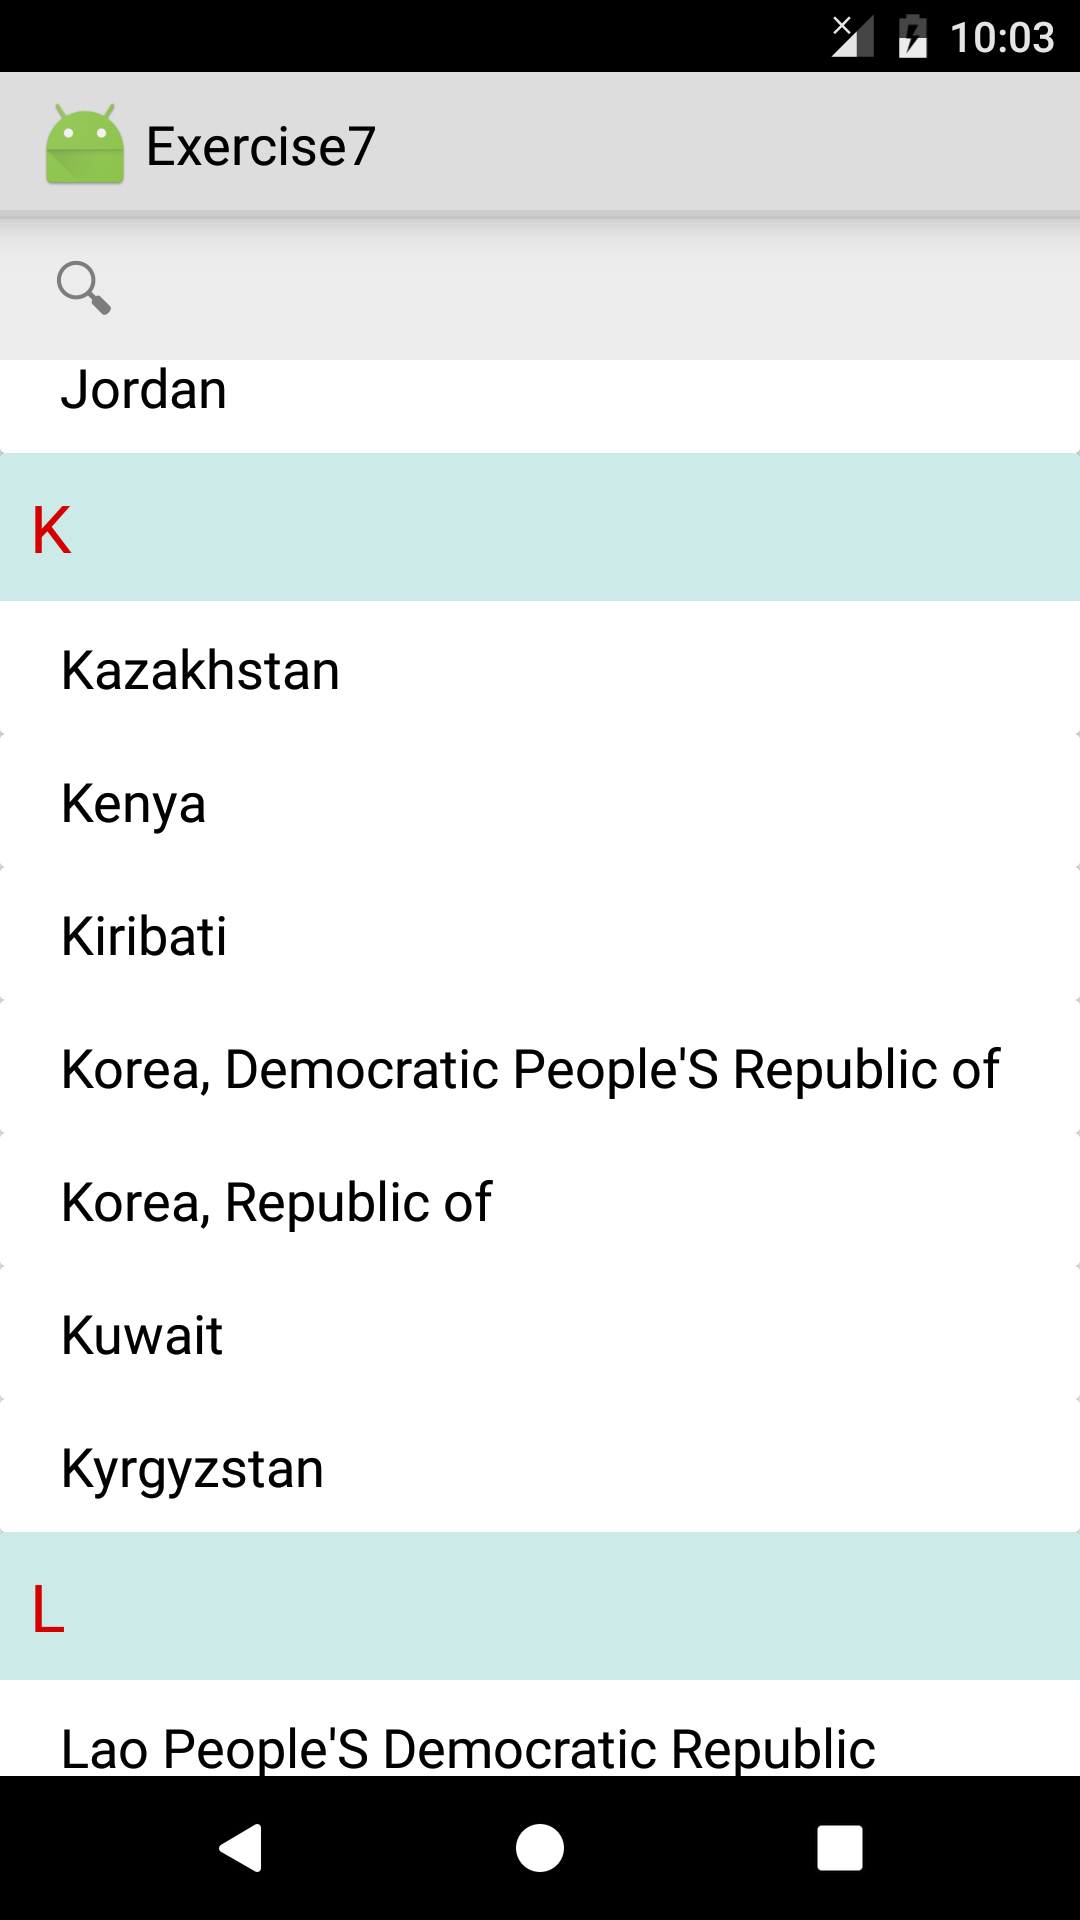 10:03
Exercise7
Jordan
K
Kazakhstan
Kenya
Kiribati
Korea, Democratic People'S Republic of
Korea, Republic of
Kuwait
Kyrgyzstan
L
Lao People'S Democratic Republic